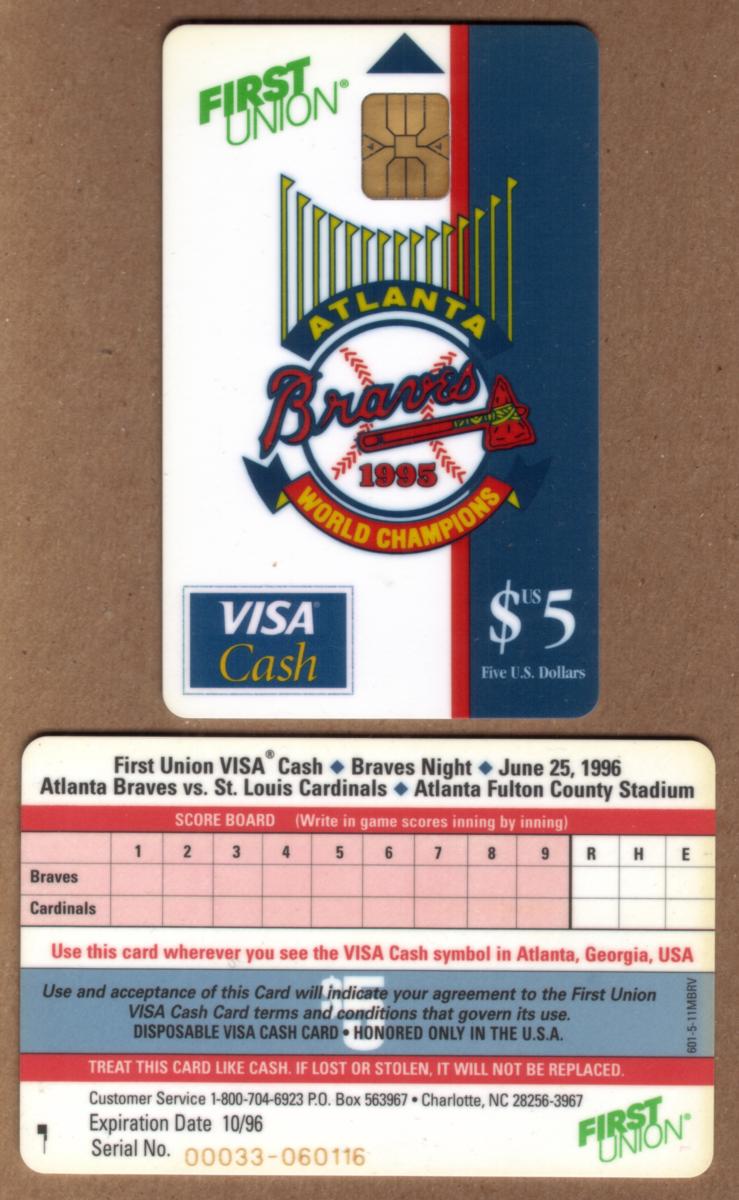 FIRST
UNION®
ATLANTA
Braves
1995
WORLD CHAMPIONS
VISA
Cash
$ US 5
Five U.S. Dollars
First Union VISA® Cash ◆ Braves Night ◆ June 25, 1996
Atlanta Braves vs. St. Louis Cardinals ◆ Atlanta Fulton County Stadium
SCORE BOARD (Write in game scores inning by inning)
1 2 3 4 5 6 7 8 9 R H E
Braves
Cardinals
Use this card wherever you see the VISA Cash symbol in Atlanta, Georgia, USA
$5
Use and acceptance of this Card will indicate your agreement to the First Union
VISA Cash Card terms and conditions that govern its use.
DISPOSABLE VISA CASH CARD • HONORED ONLY IN THE U.S.A.
601-5-11MBRV
TREAT THIS CARD LIKE CASH. IF LOST OR STOLEN, IT WILL NOT BE REPLACED.
Customer Service 1-800-704-6923 P.O. Box 563967 • Charlotte, NC 28256-3967
Expiration Date 10/96
Serial No. 00033-060116
FIRST
UNION®